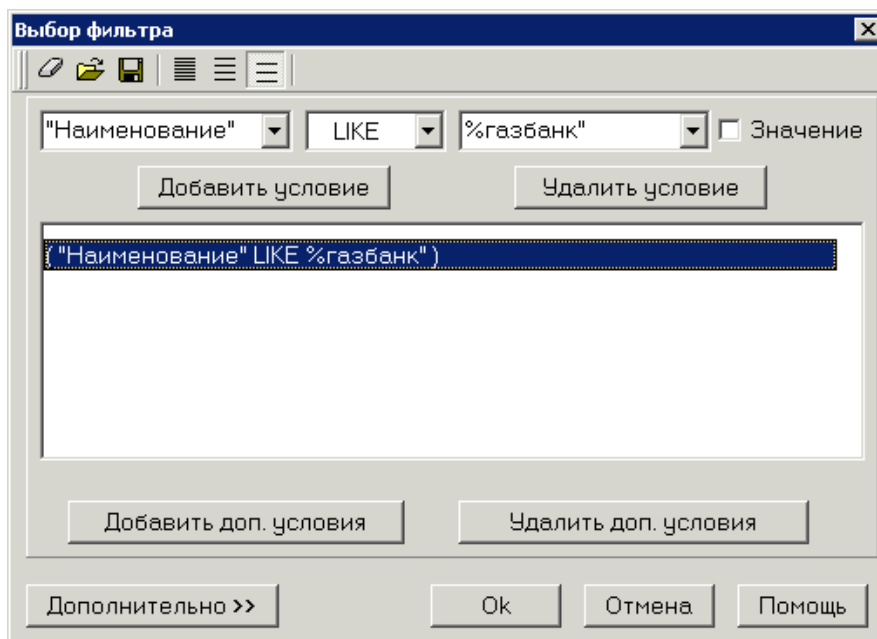 Выбор фильтра
"Наименование" LIKE %газбанк" Значение
Добавить условие Удалить условие
( "Наименование" LIKE %газбанк" )
Добавить доп. условия Удалить доп. условия
Дополнительно >> Ok Отмена Помощь